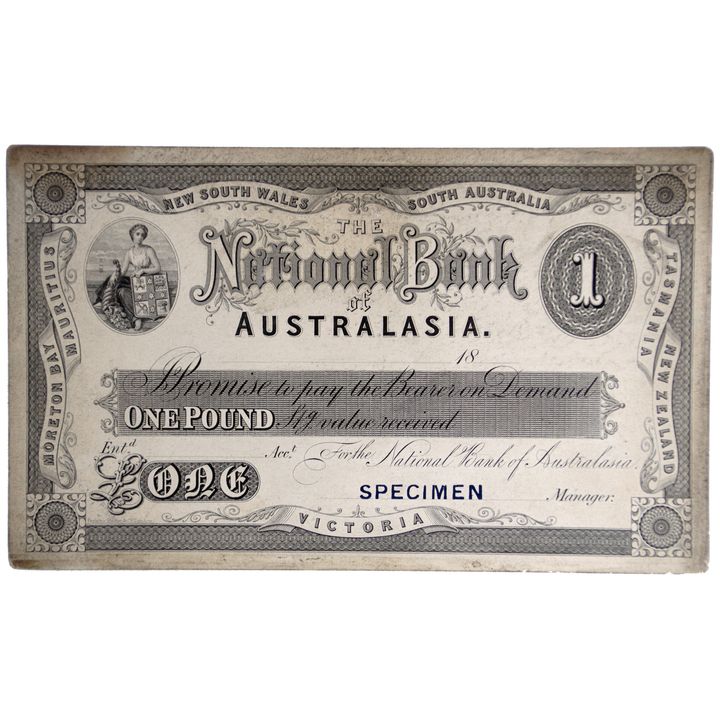 NEW SOUTH WALES
SOUTH AUSTRALIA
MORETON BAY
MAURITIUS
TASMANIA
NEW ZEALAND
THE
National Bank
of
AUSTRALASIA.
1
18
I Promise to pay the Bearer on Demand
ONE POUND Stg value received
Ent.d
Acc.t
For the National Bank of Australasia.
ONE
SPECIMEN
Manager.
VICTORIA